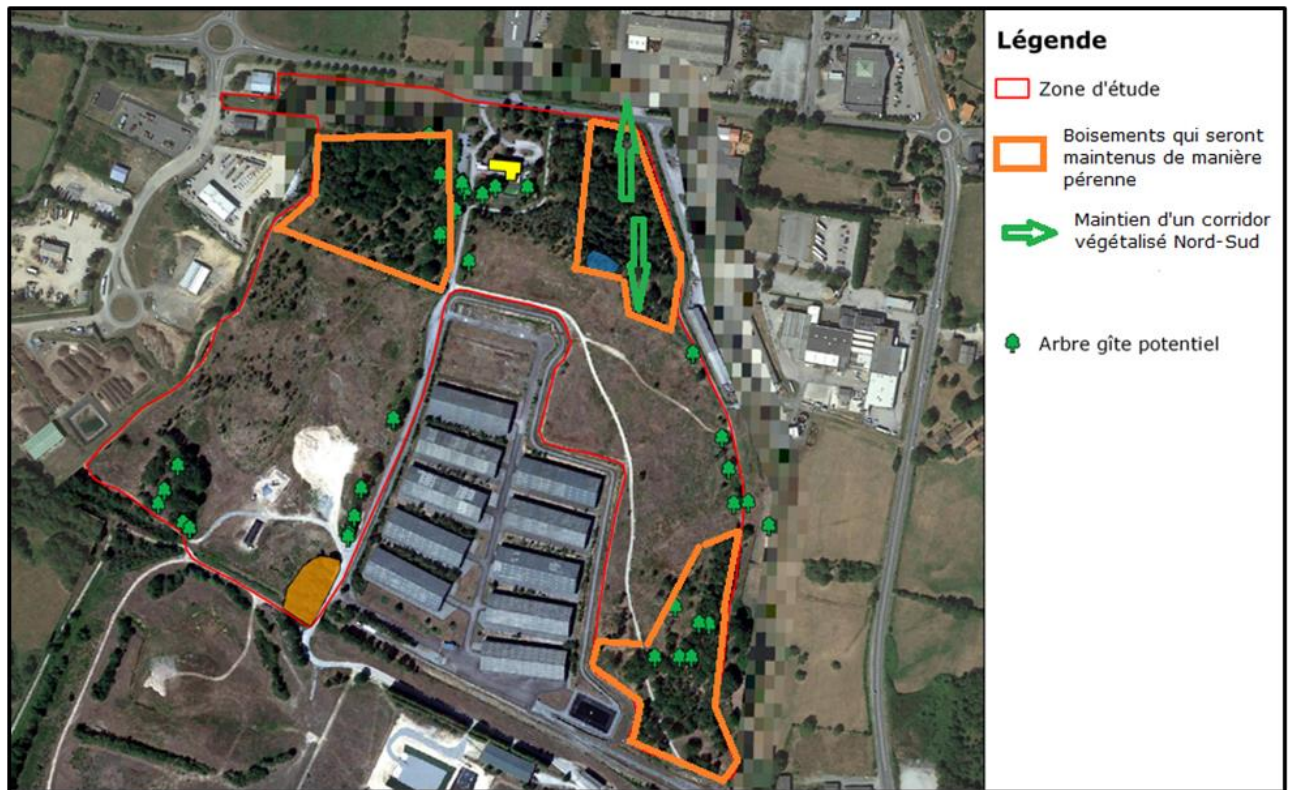 Légende
Zone d'étude
Boisements qui seront
maintenus de manière
pérenne
Maintien d'un corridor
végétalisé Nord-Sud
Arbre gîte potentiel